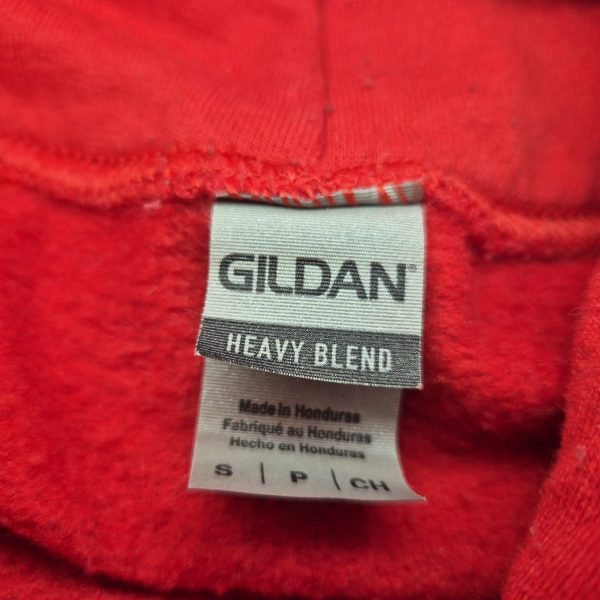 GILDAN®
HEAVY BLEND
Made in Honduras
Fabriqué au Honduras
Hecho en Honduras
S | P | CH